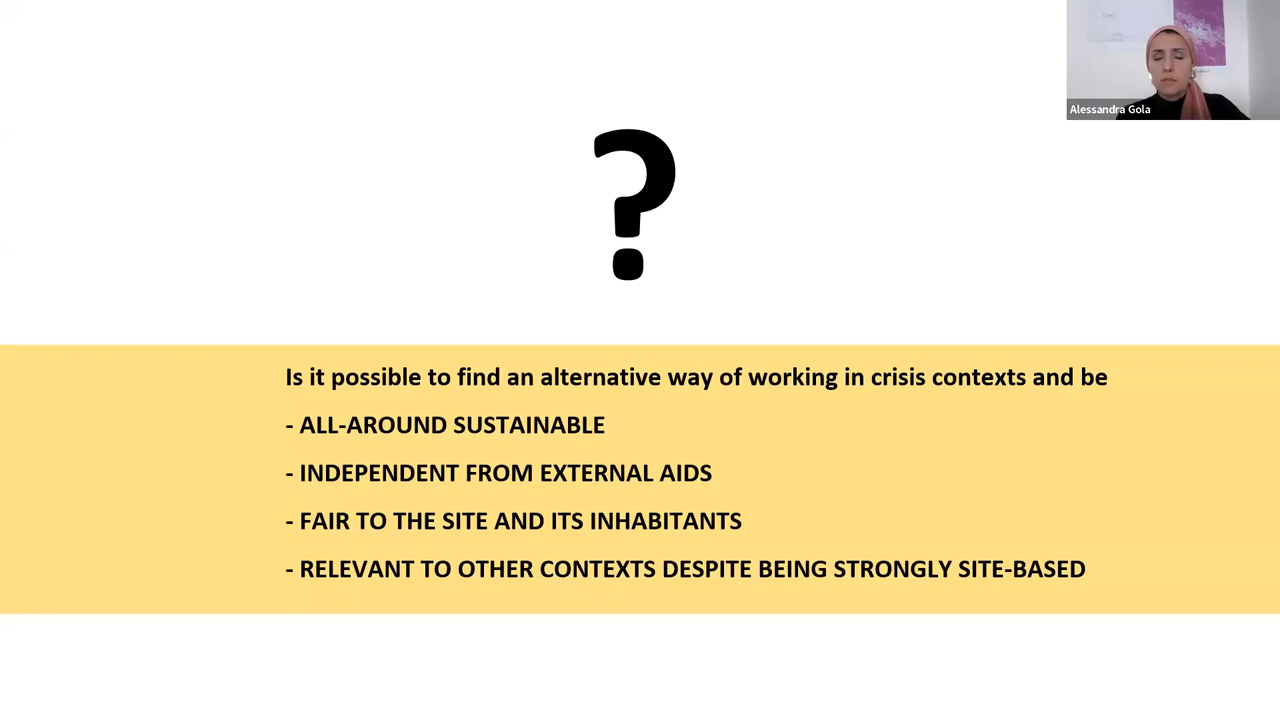 Alessandra Gola
?
Is it possible to find an alternative way of working in crisis contexts and be
- ALL-AROUND SUSTAINABLE
- INDEPENDENT FROM EXTERNAL AIDS
- FAIR TO THE SITE AND ITS INHABITANTS
- RELEVANT TO OTHER CONTEXTS DESPITE BEING STRONGLY SITE-BASED